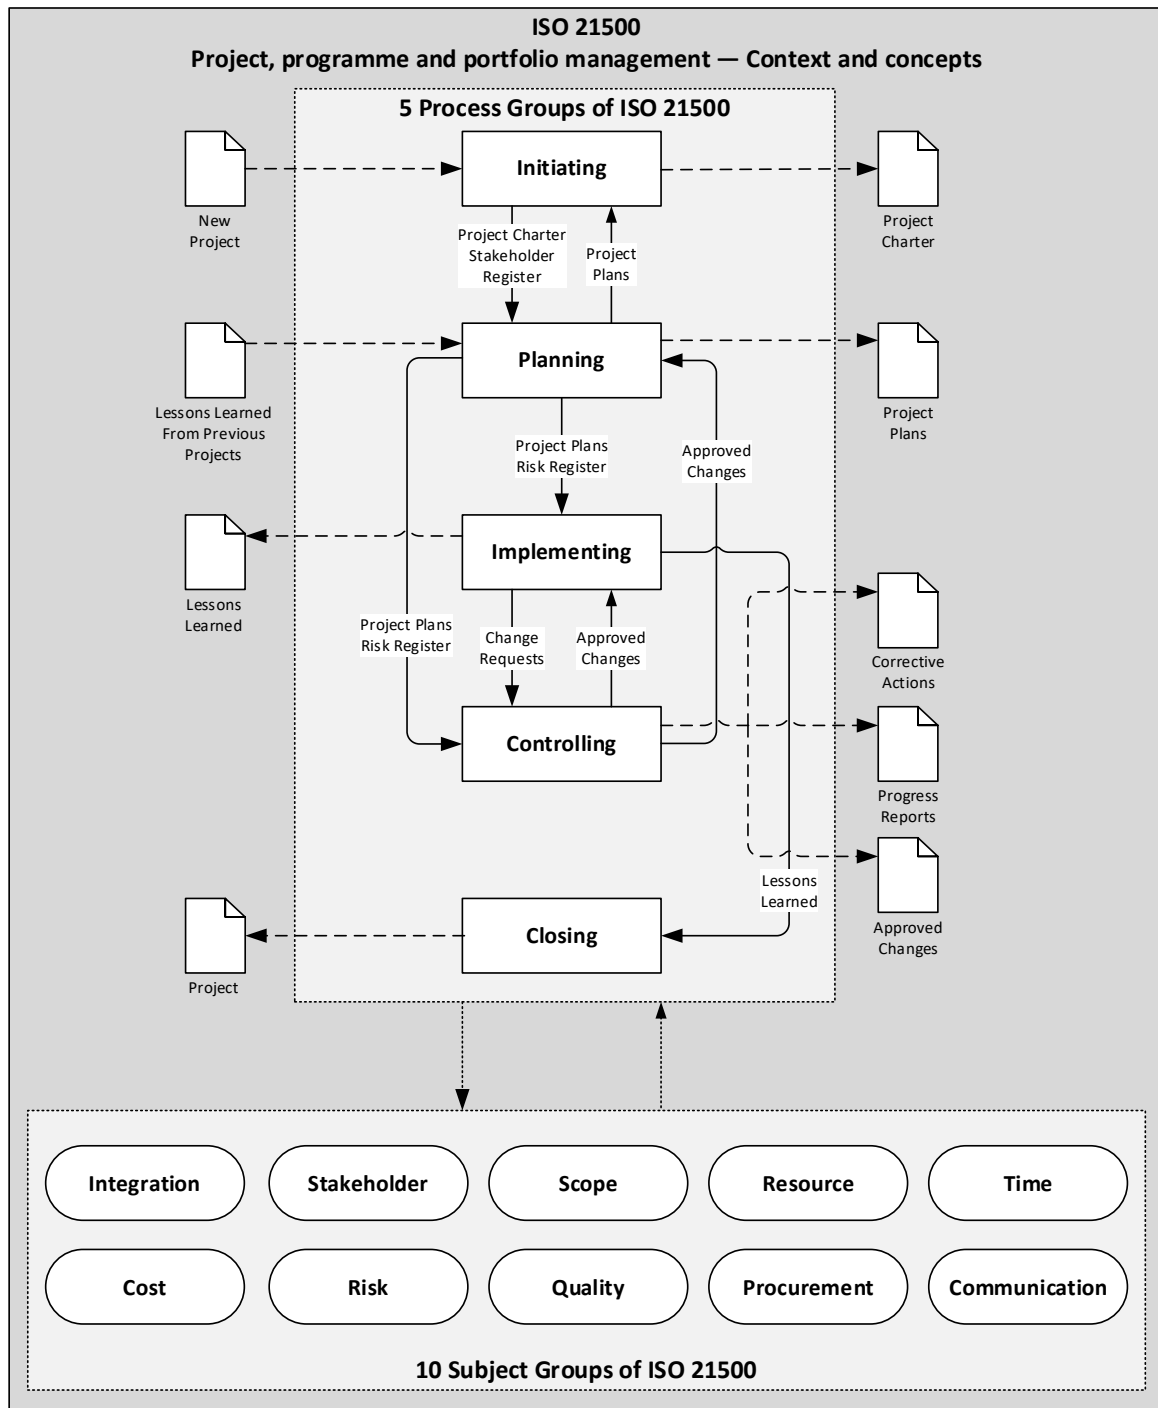 ISO 21500
Project, programme and portfolio management — Context and concepts
5 Process Groups of ISO 21500
New
Project
Initiating
Project
Charter
Project Charter
Stakeholder
Register
Project
Plans
Lessons Learned
From Previous
Projects
Planning
Project
Plans
Project Plans
Risk Register
Approved
Changes
Lessons
Learned
Implementing
Project Plans
Risk Register
Change
Requests
Approved
Changes
Corrective
Actions
Controlling
Progress
Reports
Lessons
Learned
Approved
Changes
Project
Closing
Integration
Stakeholder
Scope
Resource
Time
Cost
Risk
Quality
Procurement
Communication
10 Subject Groups of ISO 21500